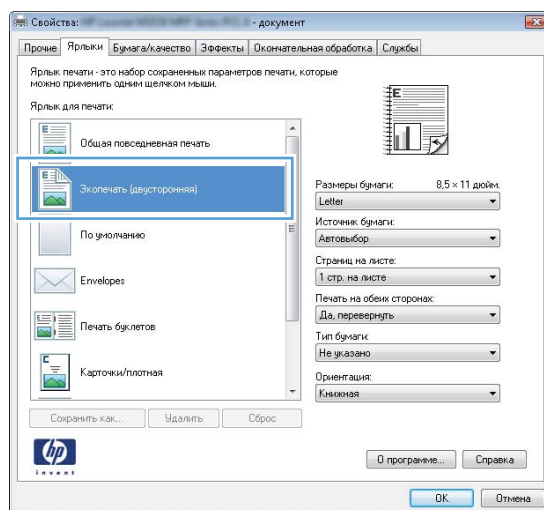 Свойства:
- документ
Прочие
Ярлыки
Бумага/качество
Эффекты
Окончательная обработка
Службы
Ярлык печати - это набор сохраненных параметров печати, которые
можно применить одним щелчком мыши.
Ярлык для печати:
Общая повседневная печать
Экопечать (двусторонняя)
По умолчанию
Envelopes
Печать буклетов
Карточки/плотная
Сохранить как...
Удалить
Сброс
E
Размеры бумаги:
8,5 × 11 дюйм.
Letter
Источник бумаги:
Автовыбор
Страниц на листе:
1 стр. на листе
Печать на обеих сторонах:
Да, перевернуть
Тип бумаги:
Не указано
Ориентация:
Книжная
hp
invent
О программе...
Справка
OK
Отмена